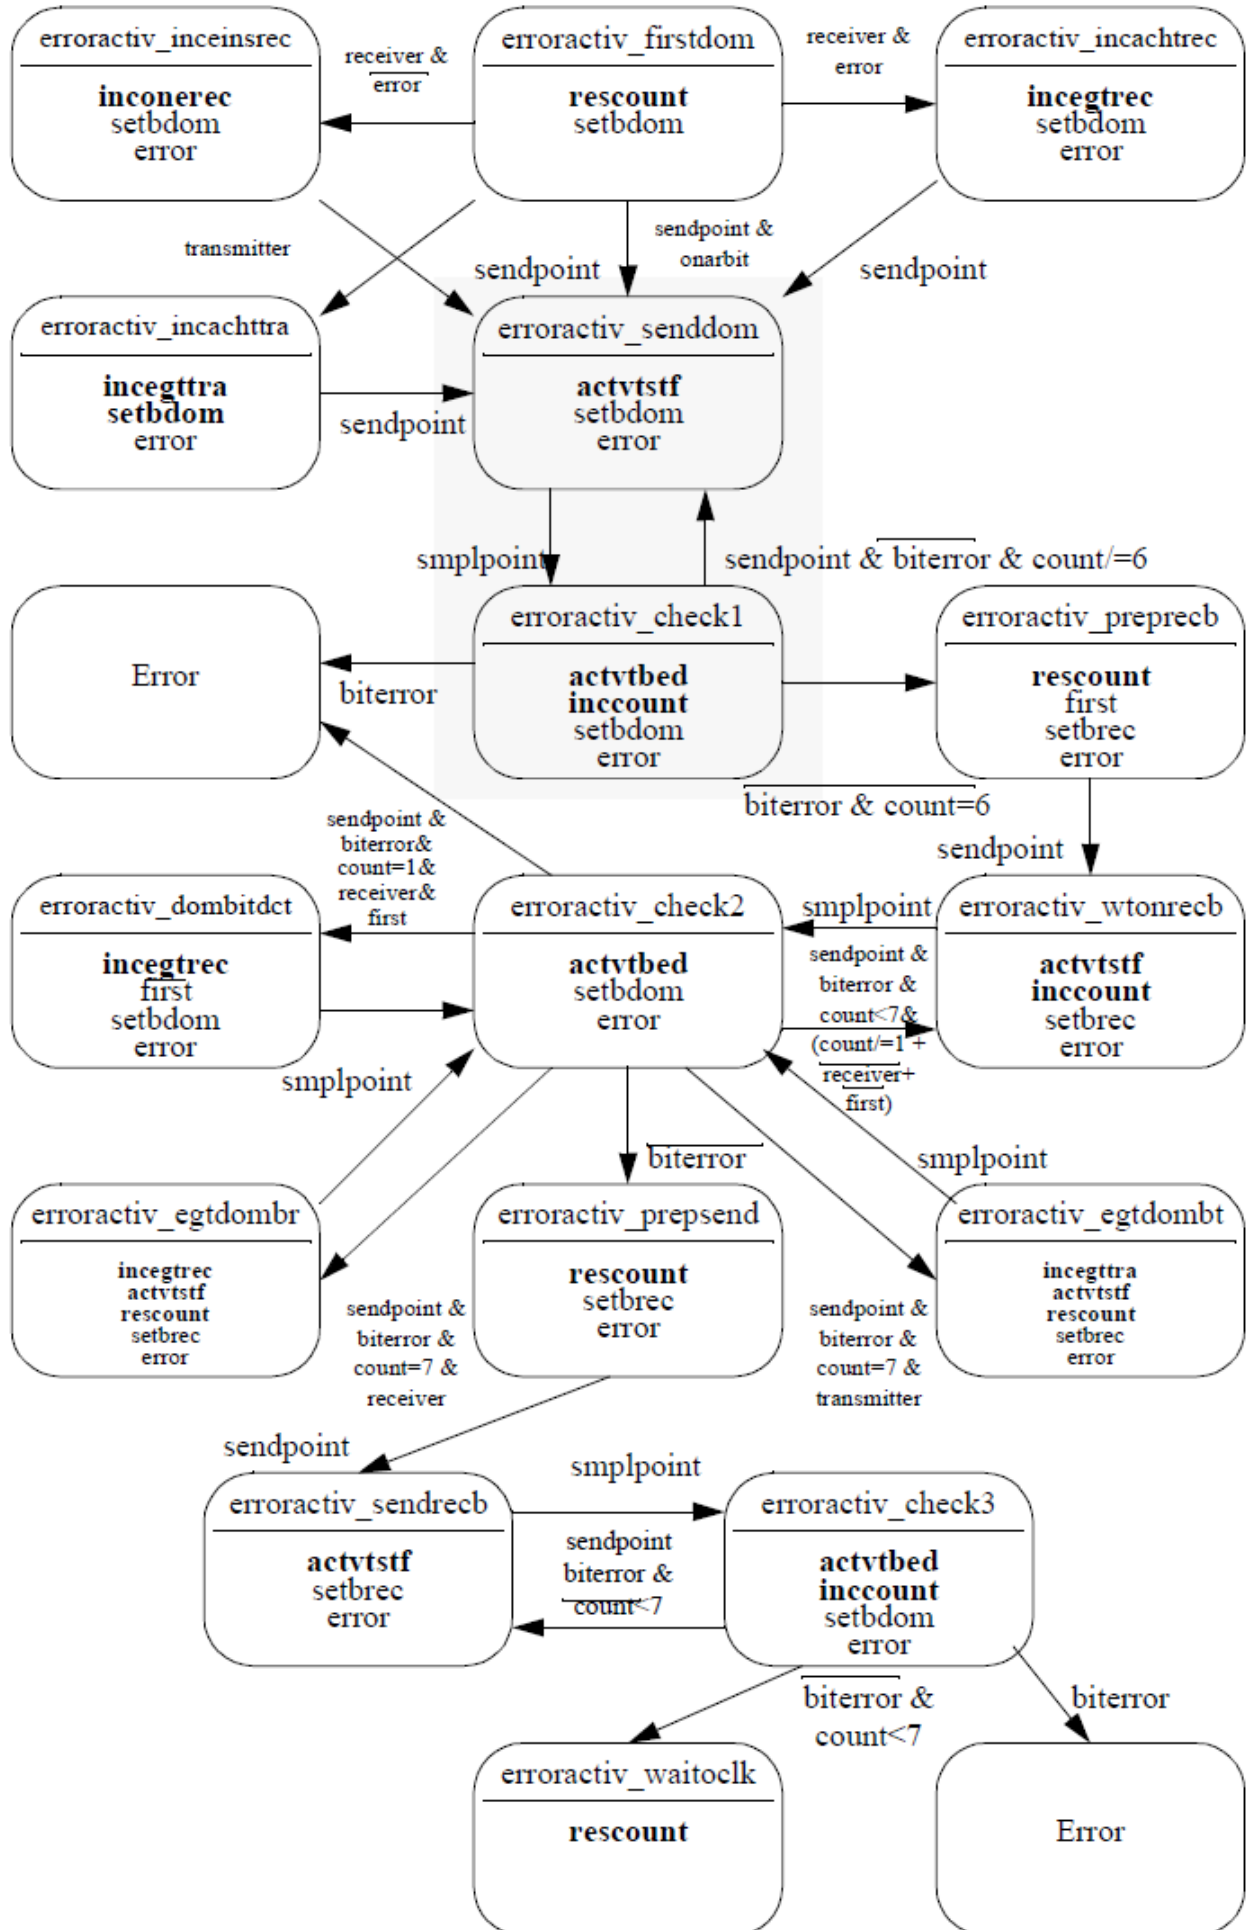 erroractiv_inceinsrec
inconerec
setbdom
error
receiver &
error
erroractiv_firstdom
rescount
setbdom
receiver &
error
erroractiv_incachtrec
incegtrec
setbdom
error
transmitter
sendpoint
sendpoint &
onarbit
sendpoint
erroractiv_incachttra
incegttra
setbdom
error
sendpoint
erroractiv_senddom
actvtstf
setbdom
error
smplpoint
sendpoint & biterror & count/=6
Error
biterror
erroractiv_check1
actvtbed
inccount
setbdom
error
erroractiv_preprecb
rescount
first
setbrec
error
biterror & count=6
sendpoint
sendpoint &
biterror&
count=1&
receiver&
first
erroractiv_dombitdct
incegtrec
first
setbdom
error
erroractiv_check2
actvtbed
setbdom
error
smplpoint
sendpoint &
biterror &
count<7&
(count/=1 +
receiver+
first)
erroractiv_wtonrecb
actvtstf
inccount
setbrec
error
smplpoint
biterror
smplpoint
erroractiv_egtdombr
incegtrec
actvtstf
rescount
setbrec
error
sendpoint &
biterror &
count=7 &
receiver
erroractiv_prepsend
rescount
setbrec
error
sendpoint &
biterror &
count=7 &
transmitter
erroractiv_egtdombt
incegttra
actvtstf
rescount
setbrec
error
sendpoint
erroractiv_sendrecb
actvtstf
setbrec
error
smplpoint
sendpoint
biterror &
count<7
erroractiv_check3
actvtbed
inccount
setbdom
error
biterror &
count<7
biterror
erroractiv_waitoclk
rescount
Error